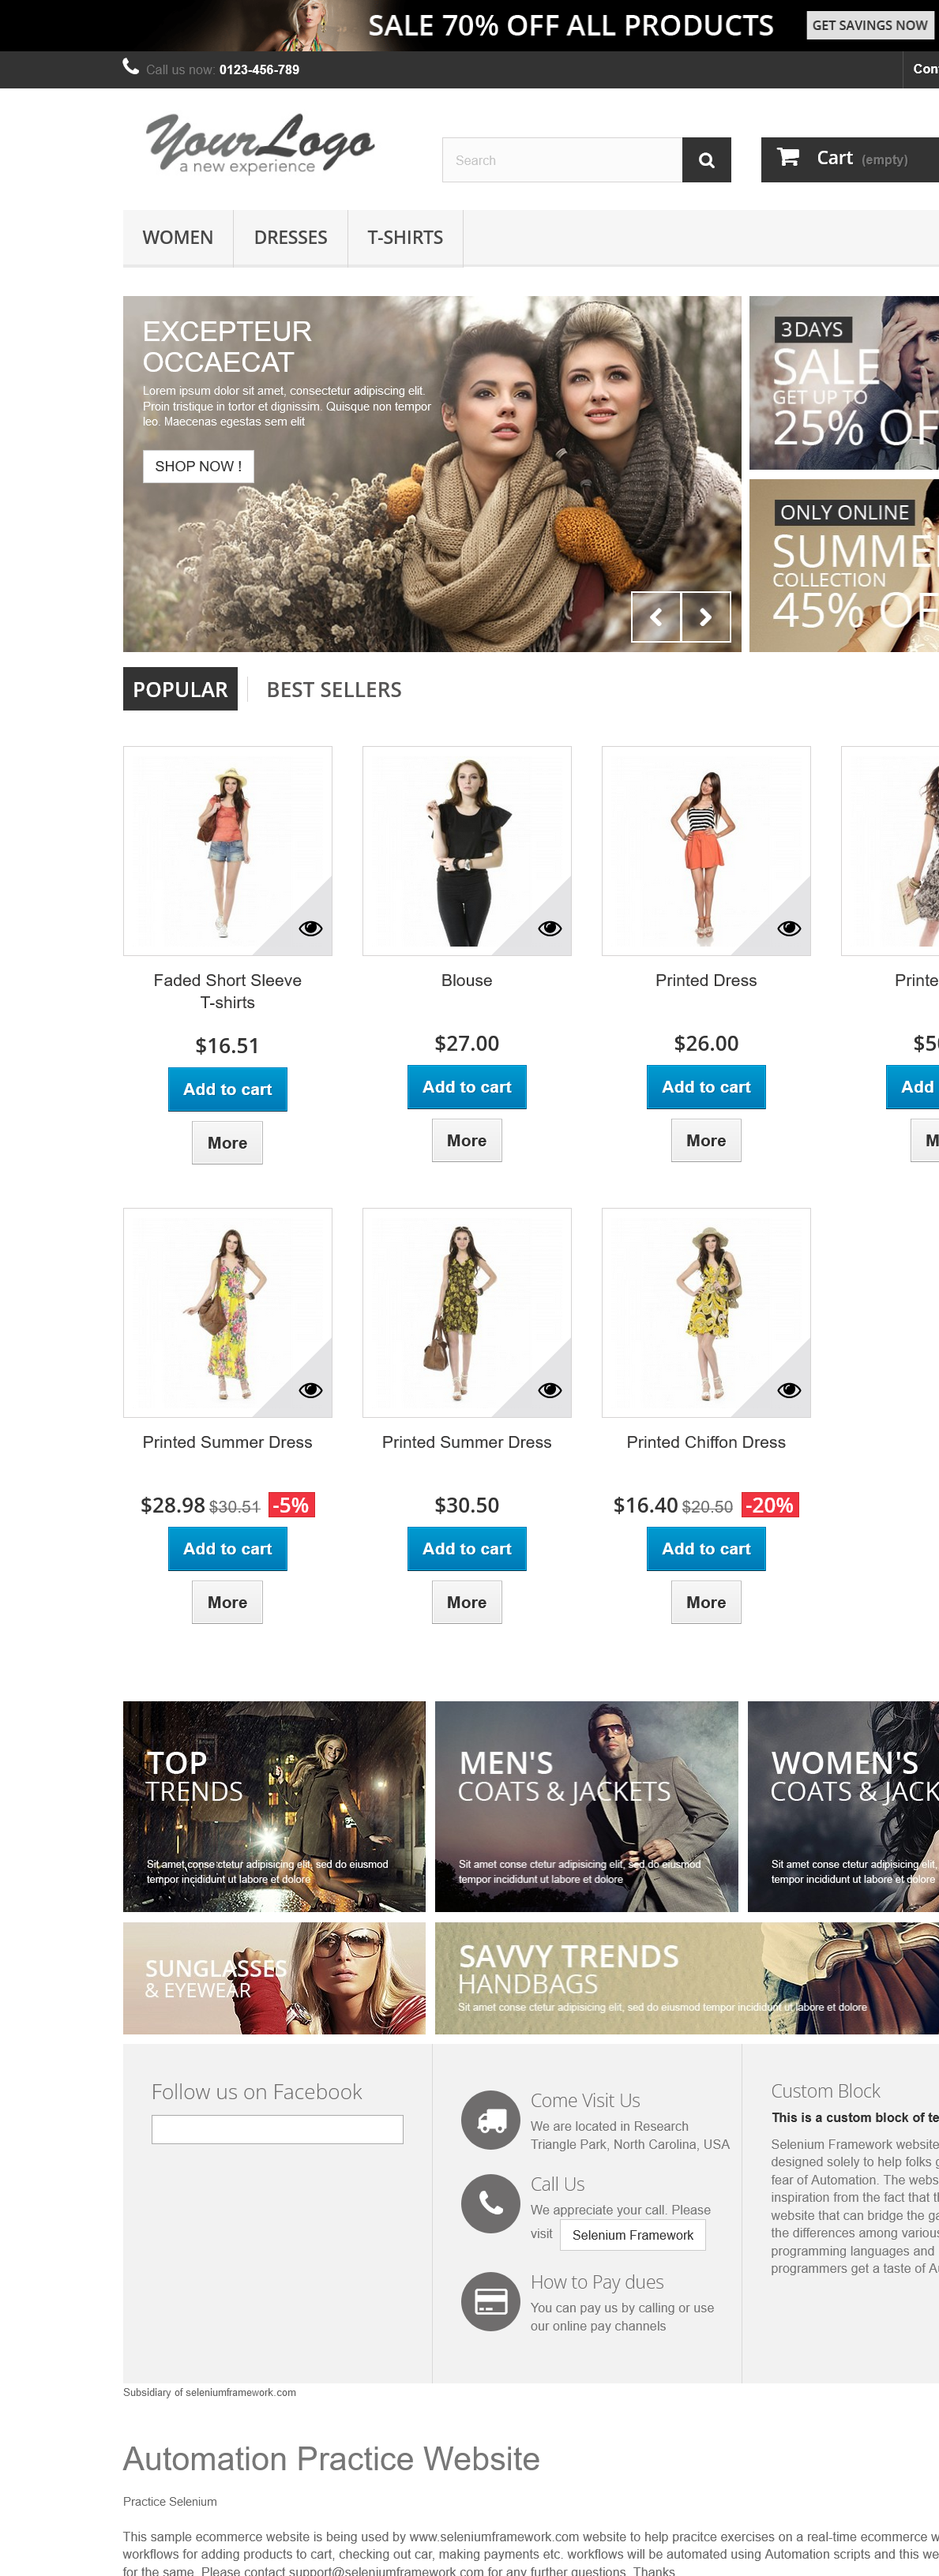 SALE 70% OFF ALL PRODUCTS
GET SAVINGS NOW
Call us now: 0123-456-789
YourLogo
a new experience
Search
Cart (empty)
WOMEN
DRESSES
T-SHIRTS
EXCEPTEUR
OCCAECAT
Lorem ipsum dolor sit amet, consectetur adipiscing elit.
Proin tristique in tortor et dignissim. Quisque non tempor
leo. Maecenas egestas sem elit
SHOP NOW !
3DAYS
SALE
GET UP TO
25% OF
ONLY ONLINE
SUMME
COLLECTION
45% OF
POPULAR
BEST SELLERS
Faded Short Sleeve
T-shirts
$16.51
Add to cart
More
Blouse
$27.00
Add to cart
More
Printed Dress
$26.00
Add to cart
More
Printe
Add
Printed Summer Dress
$28.98 $30.51 -5%
Add to cart
More
Printed Summer Dress
$30.50
Add to cart
More
Printed Chiffon Dress
$16.40 $20.50 -20%
Add to cart
More
TOP
TRENDS
Sit amet conse ctetur adipisicing elit, sed do eiusmod
tempor incididunt ut labore et dolore
MEN'S
COATS & JACKETS
Sit amet conse ctetur adipisicing elit, sed do eiusmod
tempor incididunt ut labore et dolore
WOMEN'S
COATS & JACK
Sit amet conse ctetur adipisicing elit,
tempor incididunt ut labore et dolore
SUNGLASSES
& EYEWEAR
SAVVY TRENDS
HANDBAGS
Sit amet conse ctetur adipisicing elit, sed do eiusmod tempor incididunt ut labore et dolore
Follow us on Facebook
Come Visit Us
We are located in Research
Triangle Park, North Carolina, USA
Call Us
We appreciate your call. Please
visit Selenium Framework
How to Pay dues
You can pay us by calling or use
our online pay channels
Custom Block
This is a custom block of te
Selenium Framework website
designed solely to help folks g
fear of Automation. The webs
inspiration from the fact that th
website that can bridge the ga
the differences among various
programming languages and
programmers get a taste of A
Subsidiary of seleniumframework.com
Automation Practice Website
Practice Selenium
This sample ecommerce website is being used by www.seleniumframework.com website to help pracitce exercises on a real-time ecommerce w
workflows for adding products to cart, checking out car, making payments etc. workflows will be automated using Automation scripts and this we
for the same. Please contact support@seleniumframework.com for any further questions. Thanks